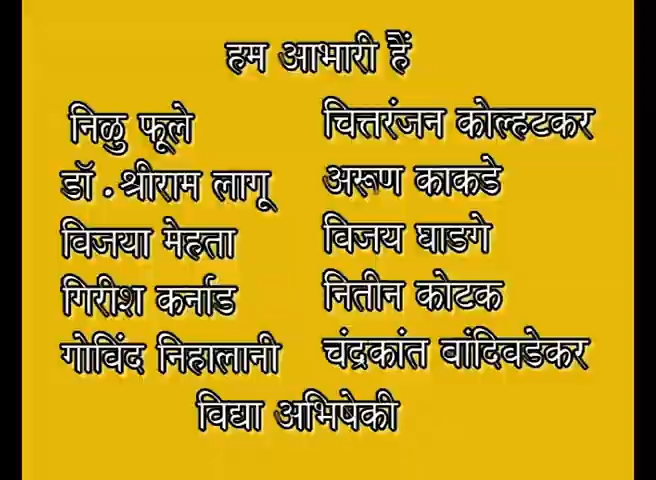 हम आभारी हैं
निळु फूले
डॉ. श्रीराम लागू
विजया मेहता
गिरीश कर्नाड
गोविंद निहालानी
चित्तरंजन कोल्हटकर
अरूण काकडे
विजय घाडगे
नितीन कोटक
चंद्रकांत बांदिवडेकर
विद्या अभिषेकी